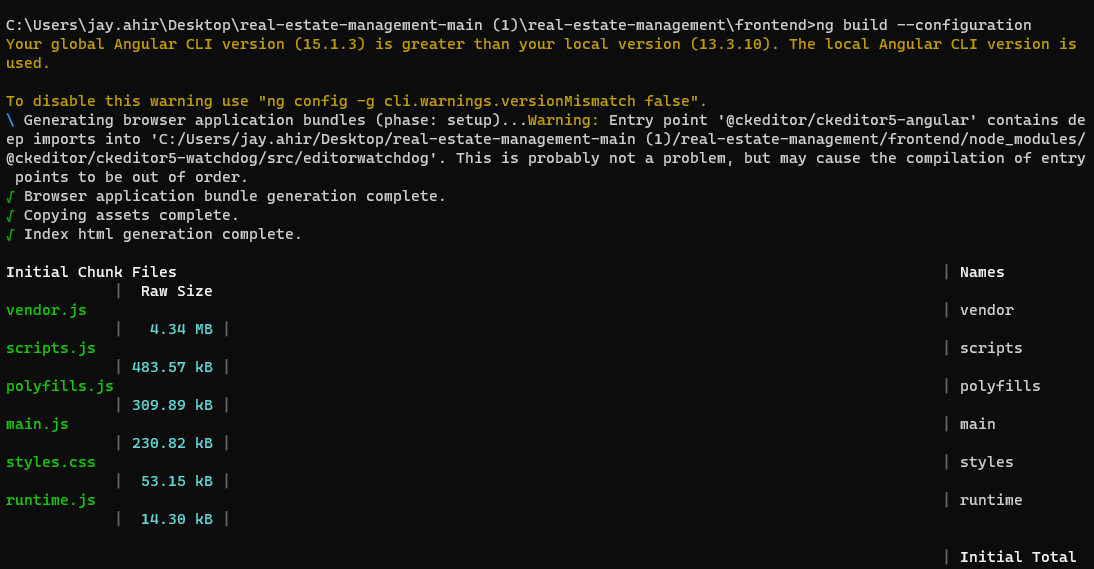 C:\Users\jay.ahir\Desktop\real-estate-management-main (1)\real-estate-management\frontend>ng build --configuration
Your global Angular CLI version (15.1.3) is greater than your local version (13.3.10). The local Angular CLI version is
used.
To disable this warning use "ng config -g cli.warnings.versionMismatch false".
\ Generating browser application bundles (phase: setup)...Warning: Entry point '@ckeditor/ckeditor5-angular' contains de
ep imports into 'C:/Users/jay.ahir/Desktop/real-estate-management-main (1)/real-estate-management/frontend/node_modules/
@ckeditor/ckeditor5-watchdog/src/editorwatchdog'. This is probably not a problem, but may cause the compilation of entry
 points to be out of order.
√ Browser application bundle generation complete.
√ Copying assets complete.
√ Index html generation complete.
Initial Chunk Files | Names
| Raw Size
vendor.js | vendor
| 4.34 MB |
scripts.js | scripts
| 483.57 kB |
polyfills.js | polyfills
| 309.89 kB |
main.js | main
| 230.82 kB |
styles.css | styles
| 53.15 kB |
runtime.js | runtime
| 14.30 kB |
| Initial Total